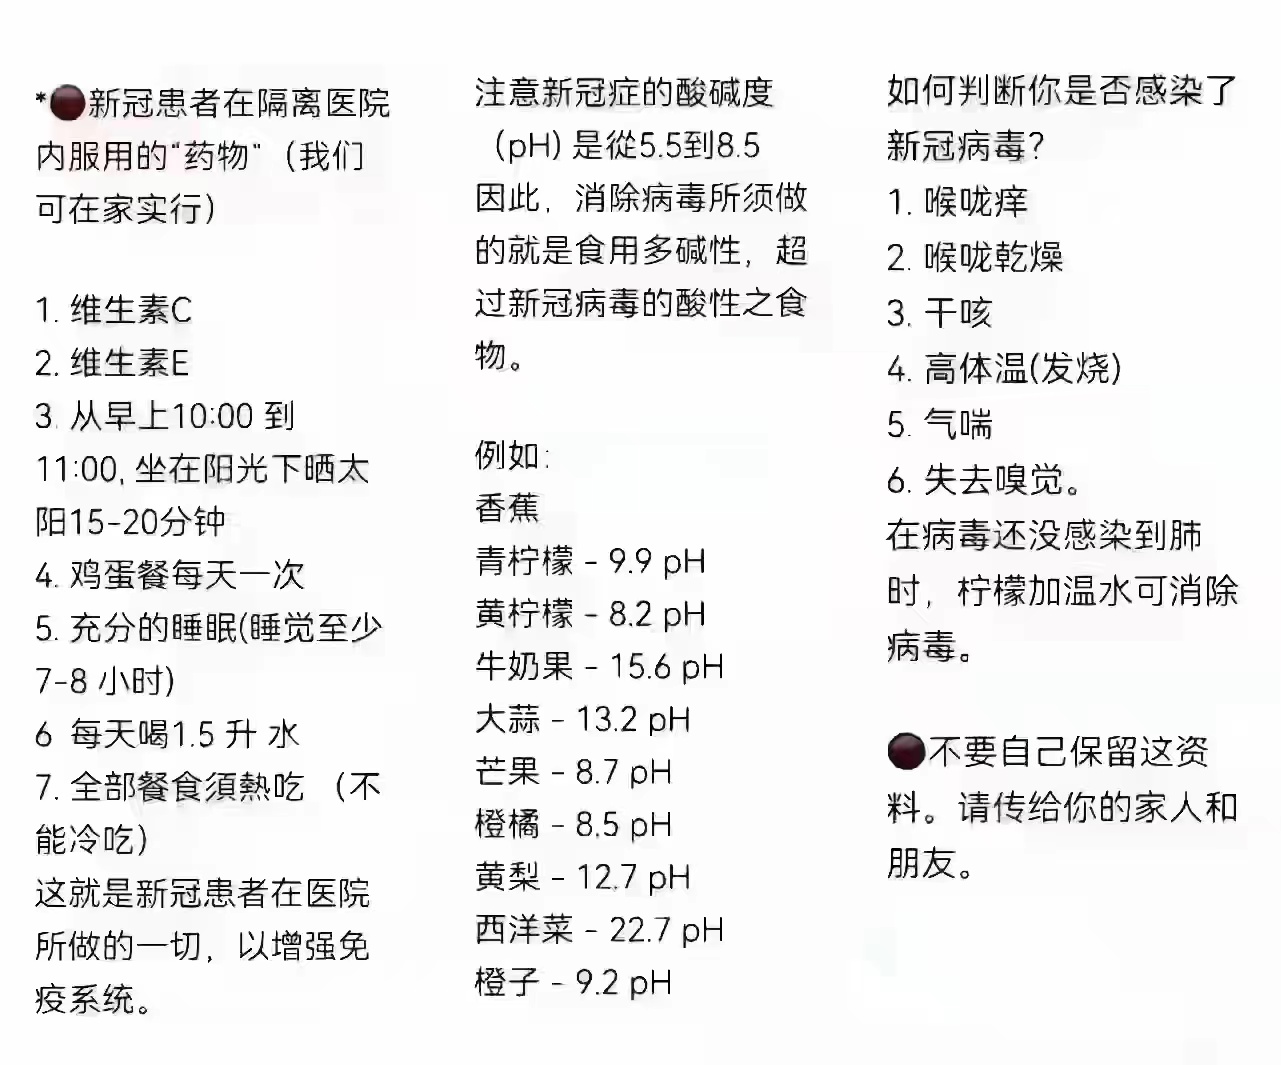 *●新冠患者在隔离医院
内服用的“药物”（我们
可在家实行）
1. 维生素C
2. 维生素E
3. 从早上10:00 到
11:00, 坐在阳光下晒太
阳15-20分钟
4. 鸡蛋餐每天一次
5. 充分的睡眠(睡觉至少
7-8 小时)
6 每天喝1.5 升 水
7. 全部餐食須熱吃 （不
能冷吃）
这就是新冠患者在医院
所做的一切，以增强免
疫系统。
注意新冠症的酸碱度
（pH) 是從5.5到8.5
因此，消除病毒所须做
的就是食用多碱性，超
过新冠病毒的酸性之食
物。
例如:
香蕉
青柠檬 - 9.9 pH
黄柠檬 - 8.2 pH
牛奶果 - 15.6 pH
大蒜 - 13.2 pH
芒果 - 8.7 pH
橙橘 - 8.5 pH
黄梨 - 12.7 pH
西洋菜 - 22.7 pH
橙子 - 9.2 pH
如何判断你是否感染了
新冠病毒?
1. 喉咙痒
2. 喉咙乾燥
3. 干咳
4. 高体温(发烧)
5. 气喘
6. 失去嗅觉。
在病毒还没感染到肺
时，柠檬加温水可消除
病毒。
●不要自己保留这资
料。请传给你的家人和
朋友。